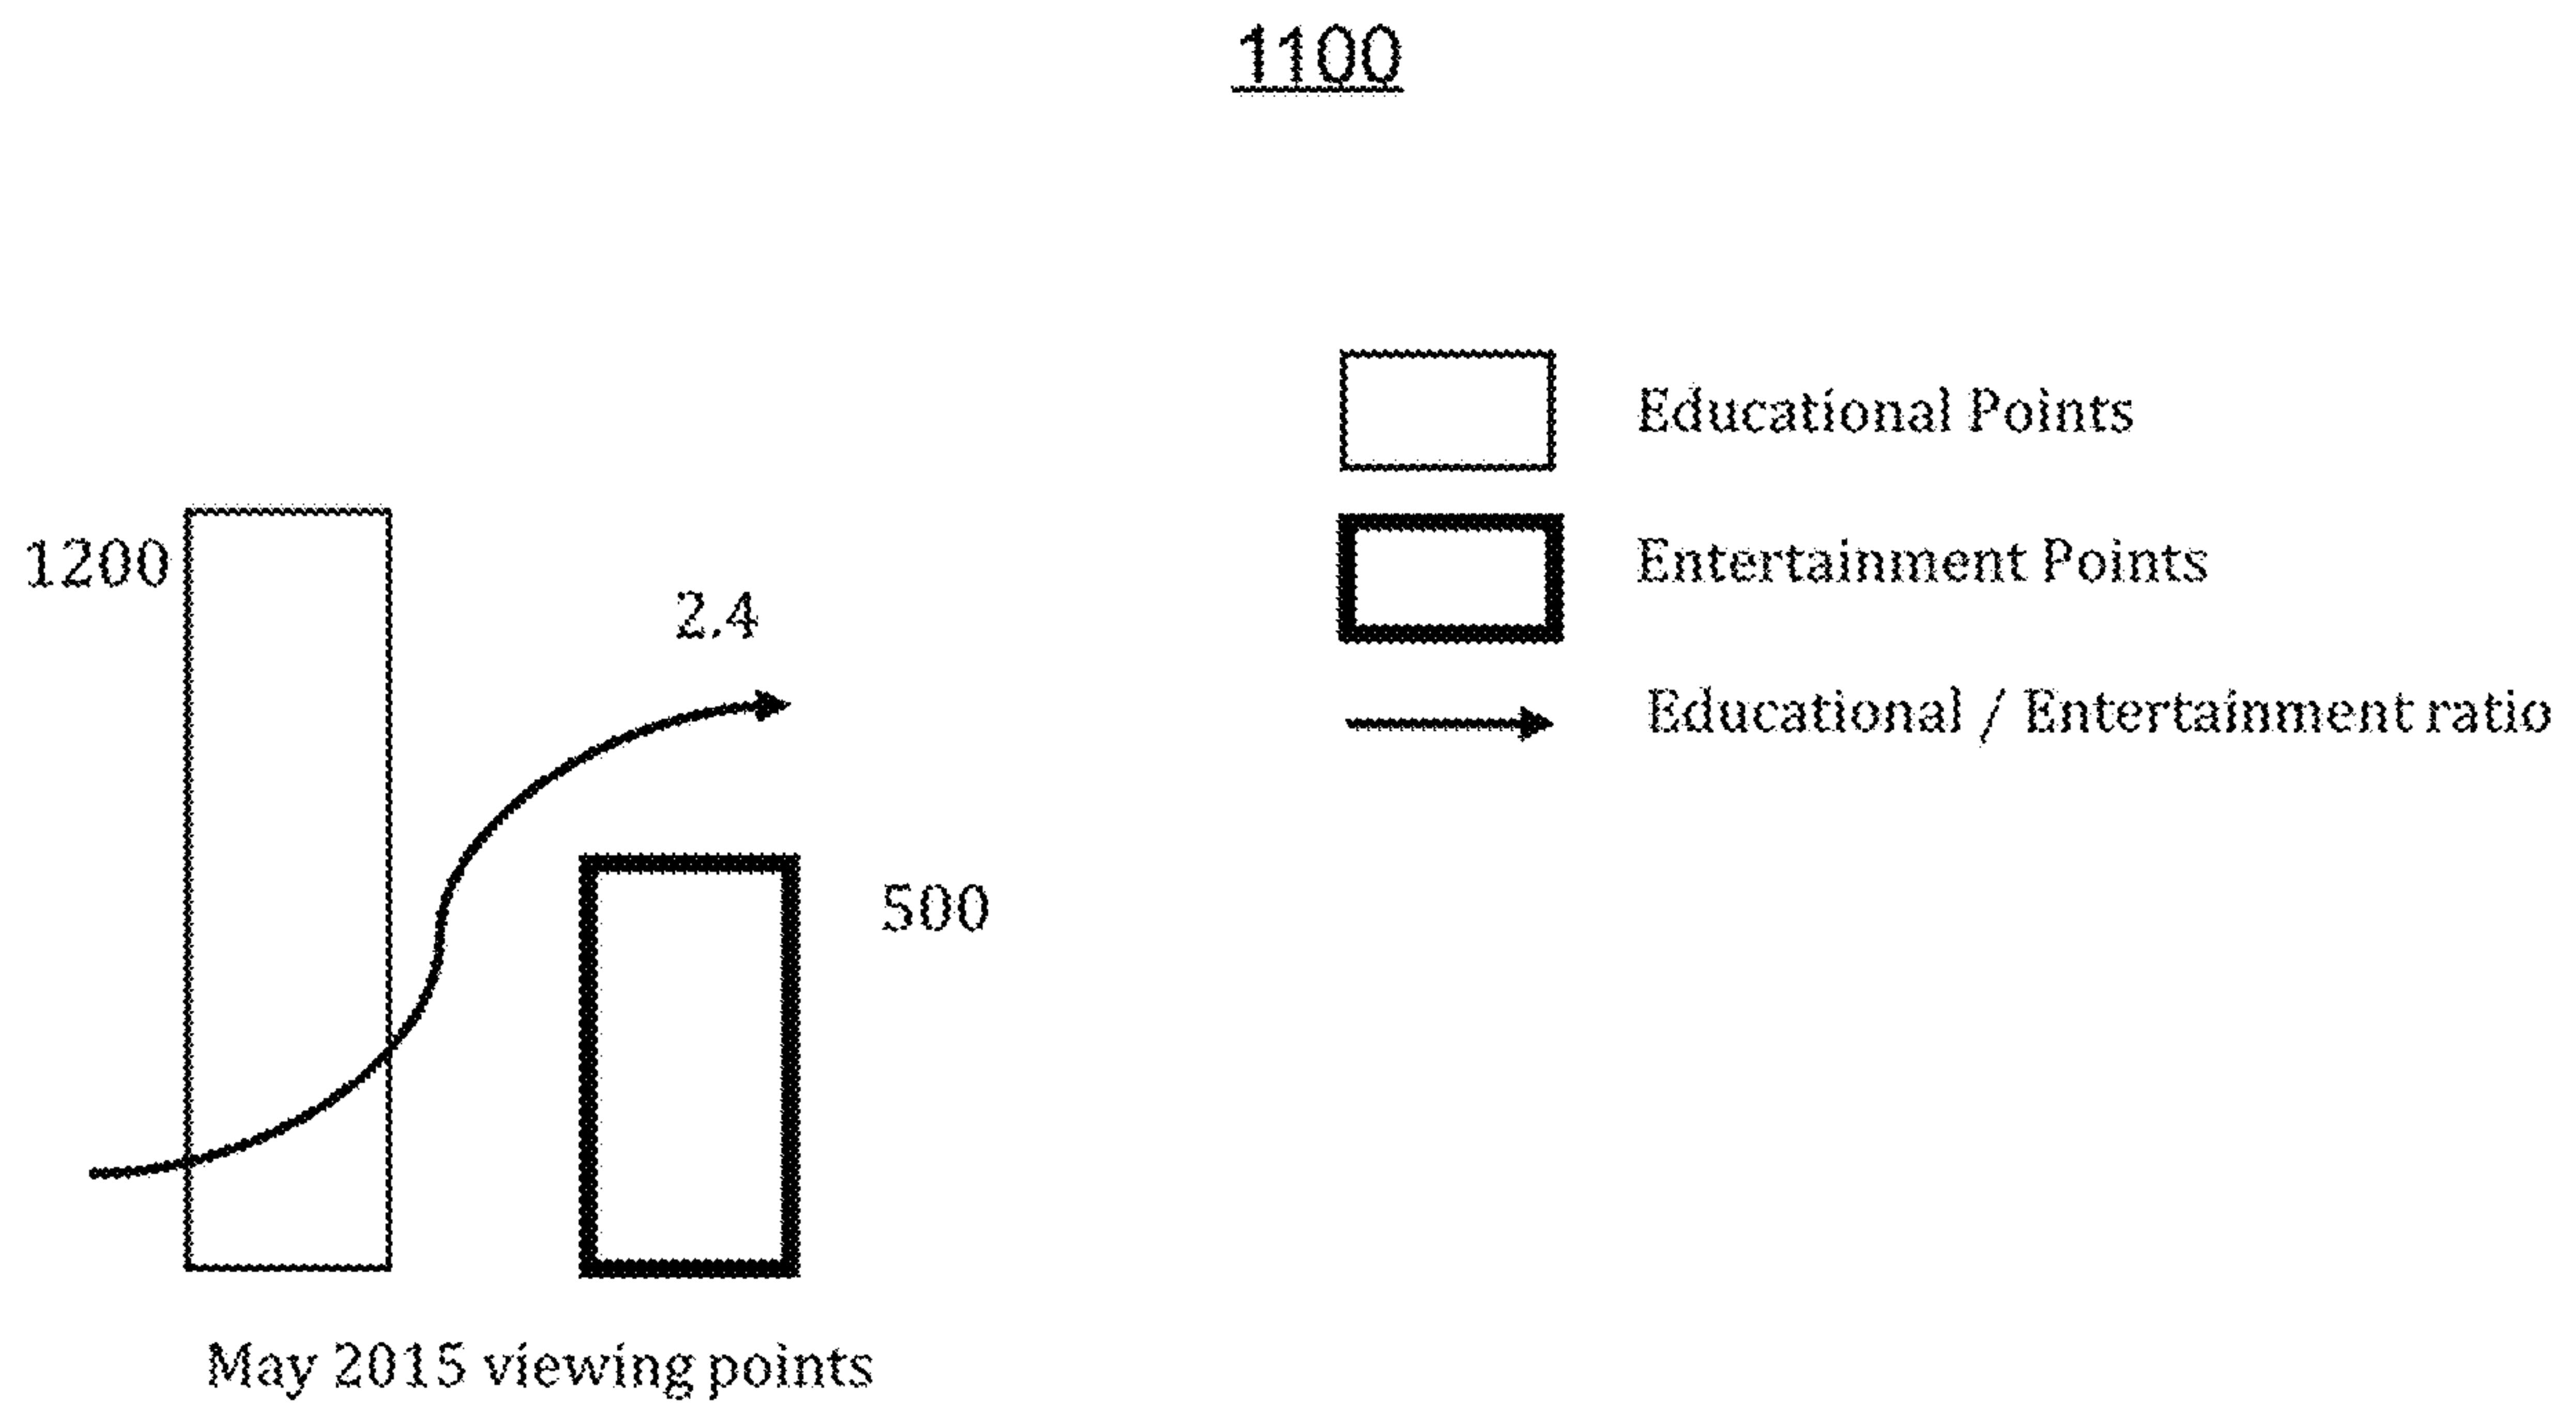 1100
Educational Points
1200
Entertainment Points
2.4
Educational / Entertainment ratio
500
May 2015 viewing points